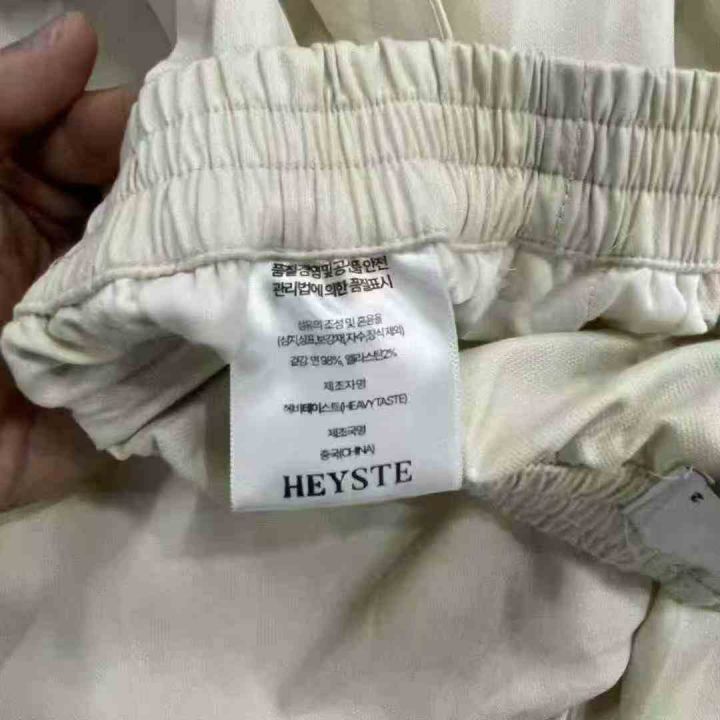 품질경영및공산품안전
관리법에 의한 품질표시
섬유의 조성 및 혼용율
(심지,상표,보강재,자수,장식 제외)
겉감 면 98%, 엘라스탄2%
제조자명
헤비테이스트(HEAVYTASTE)
제조국명
중국(CHINA)
HEYSTE